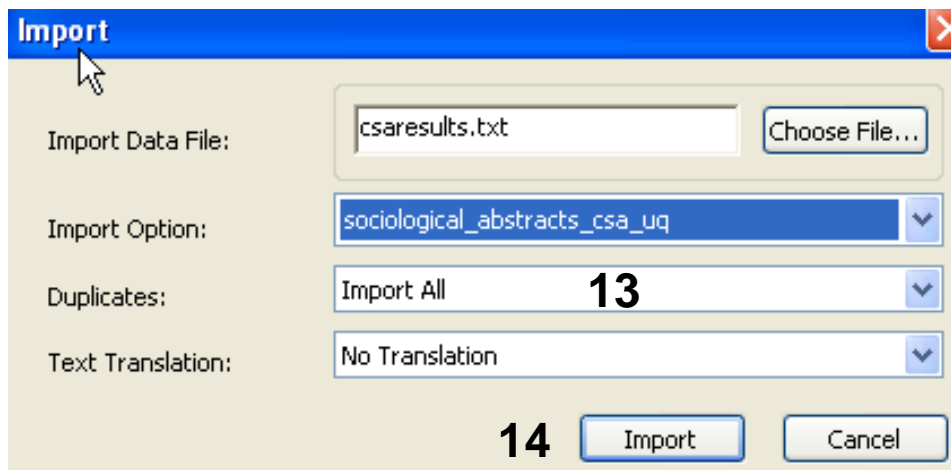 Import
Import Data File: csaresults.txt Choose File...
Import Option: sociological_abstracts_csa_uq
Duplicates: Import All 13
Text Translation: No Translation
14 Import Cancel